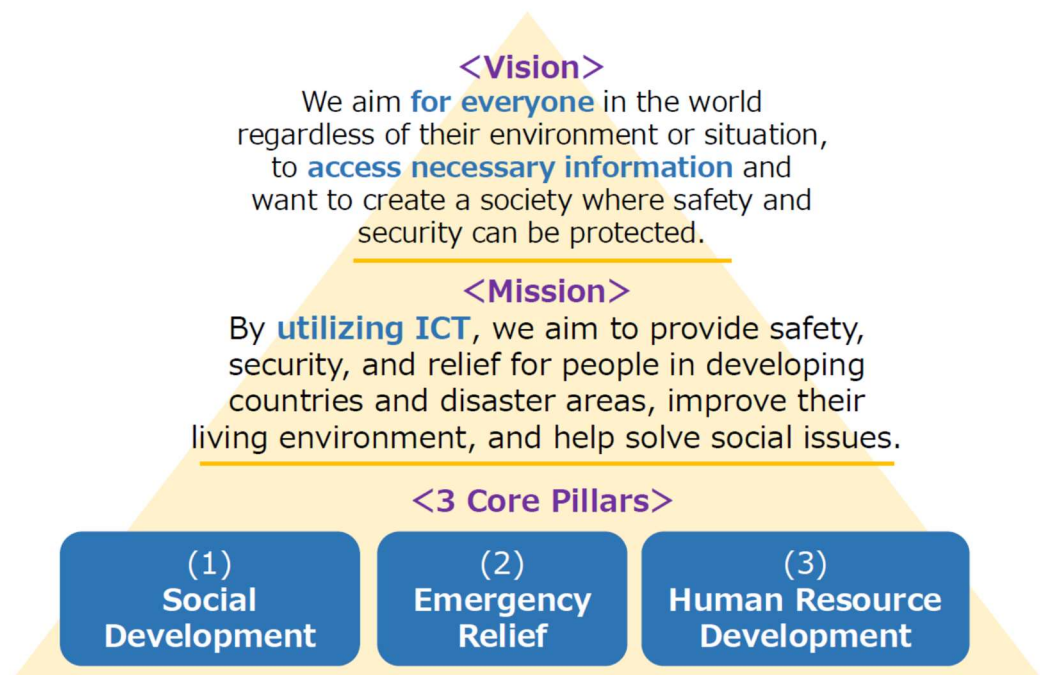 <Vision>
We aim for everyone in the world
regardless of their environment or situation,
to access necessary information and
want to create a society where safety and
security can be protected.
<Mission>
By utilizing ICT, we aim to provide safety,
security, and relief for people in developing
countries and disaster areas, improve their
living environment, and help solve social issues.
<3 Core Pillars>
(1)
Social
Development
(2)
Emergency
Relief
(3)
Human Resource
Development